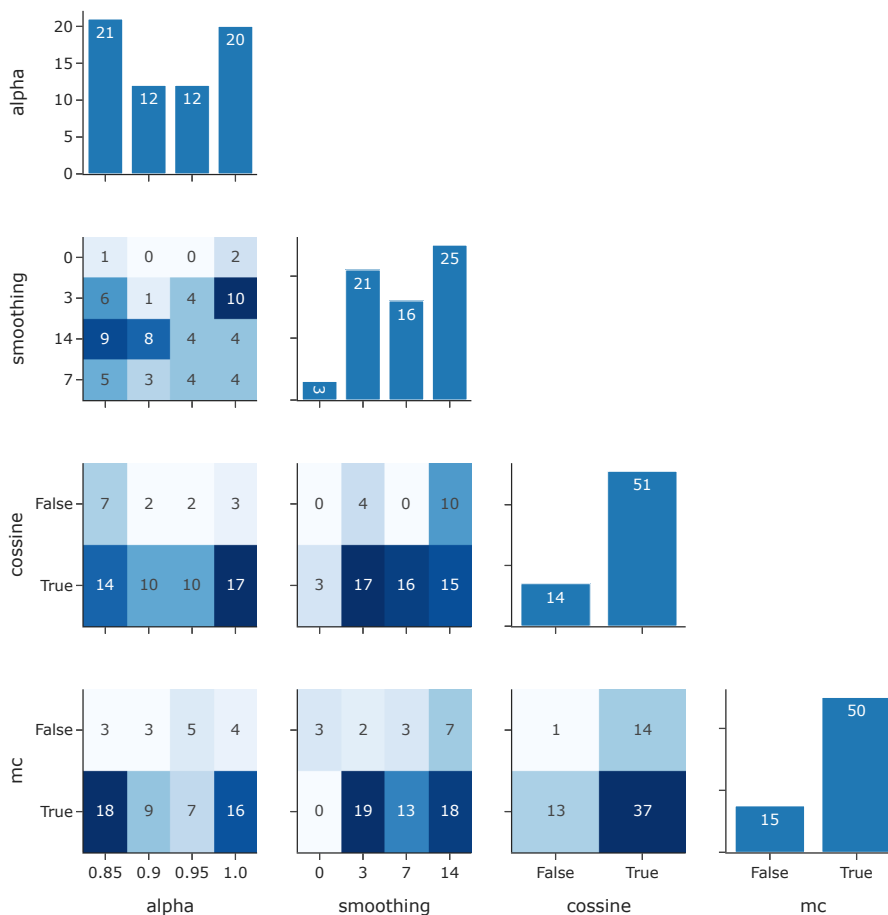 alpha
20
15
10
5
0
21 12 12 20
smoothing
0 1 0 0 2
3 6 1 4 10
14 9 8 4 4
7 5 3 4 4
3 21 16 25
cossine
False 7 2 2 3
True 14 10 10 17
0 4 0 10
3 17 16 15
14 51
mc
False 3 3 5 4
True 18 9 7 16
3 2 3 7
0 19 13 18
1 14
13 37
15 50
0.85 0.9 0.95 1.0
0 3 7 14
False True
False True
alpha smoothing cossine mc